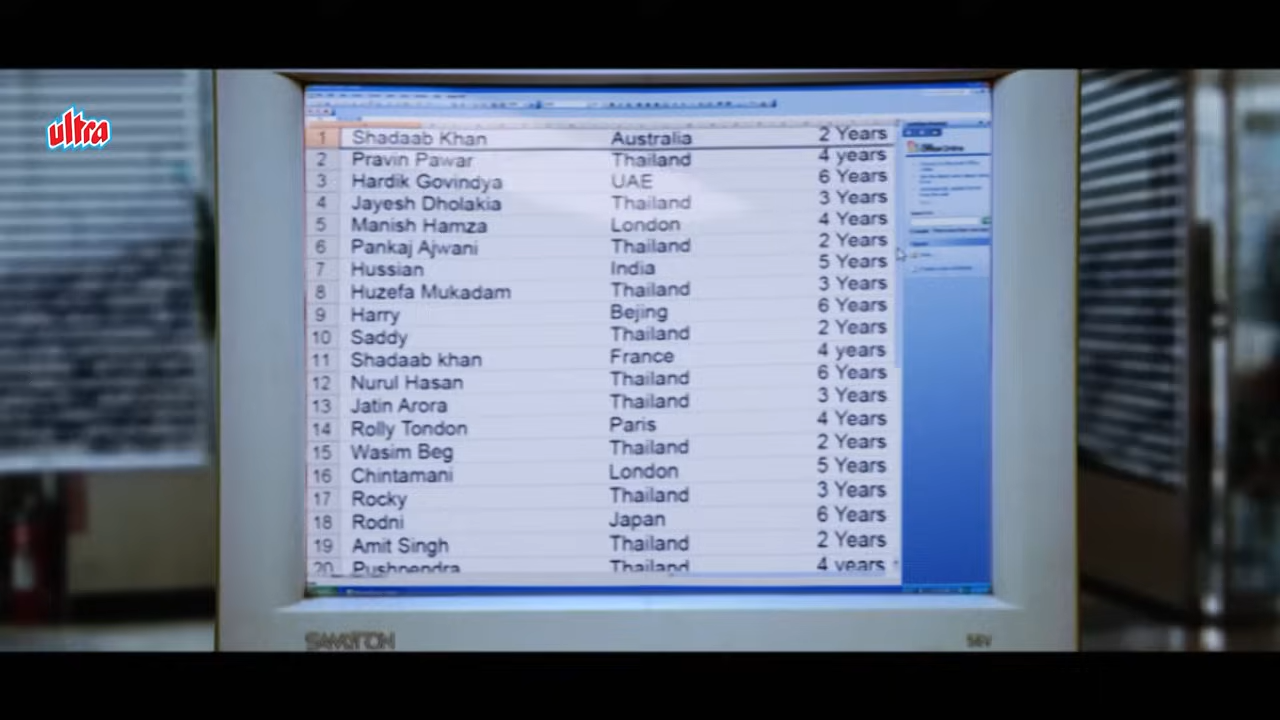 ultra
1 Shadaab Khan Australia 2 Years
2 Pravin Pawar Thailand 4 years
3 Hardik Govindya UAE 6 Years
4 Jayesh Dholakia Thailand 3 Years
5 Manish Hamza London 4 Years
6 Pankaj Ajwani Thailand 2 Years
7 Hussian India 5 Years
8 Huzefa Mukadam Thailand 3 Years
9 Harry Bejing 6 Years
10 Saddy Thailand 2 Years
11 Shadaab khan France 4 years
12 Nurul Hasan Thailand 6 Years
13 Jatin Arora Thailand 3 Years
14 Rolly Tondon Paris 4 Years
15 Wasim Beg Thailand 2 Years
16 Chintamani London 5 Years
17 Rocky Thailand 3 Years
18 Rodni Japan 6 Years
19 Amit Singh Thailand 2 Years
20 Pushpendra Thailand 4 years
Office Online